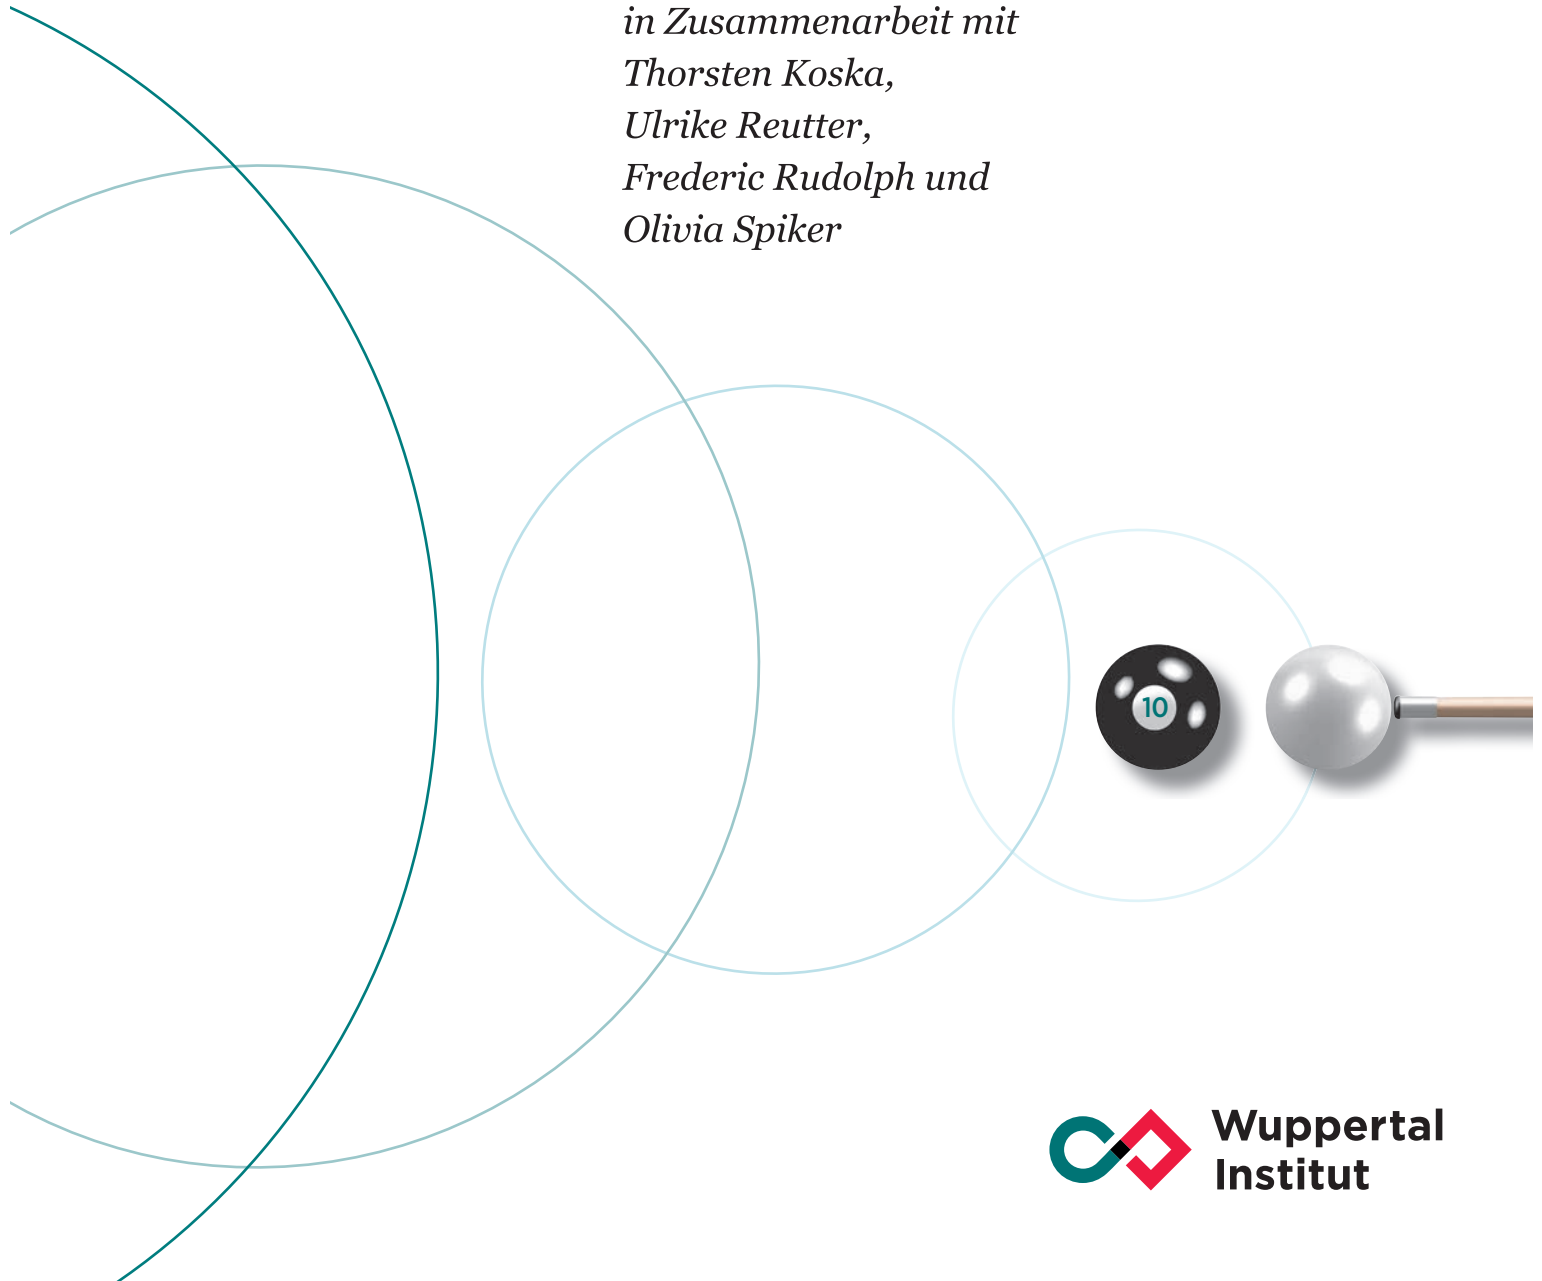 in Zusammenarbeit mit
Thorsten Koska,
Ulrike Reutter,
Frederic Rudolph und
Olivia Spiker
10
Wuppertal
Institut